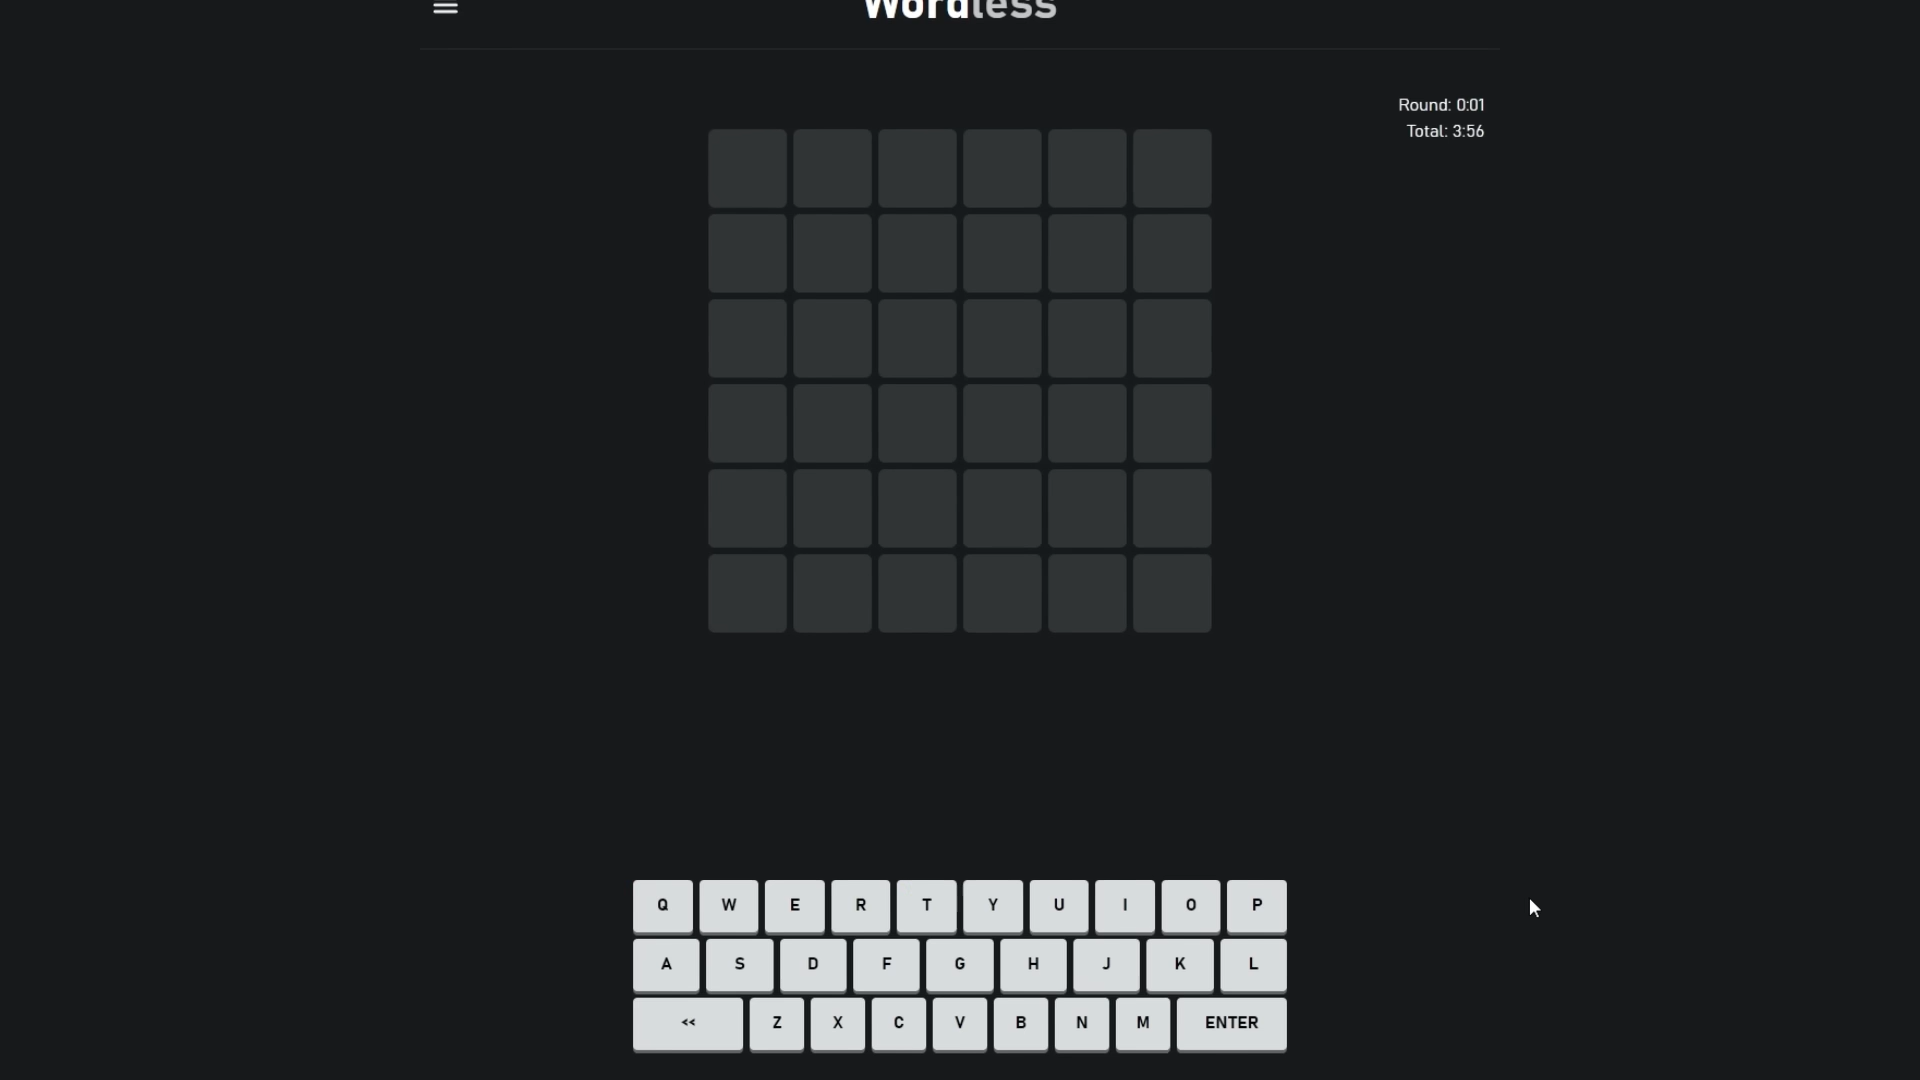 Wordless
Round: 0:01
Total: 3:56
Q W E R T Y U I O P
A S D F G H J K L
<< Z X C V B N M ENTER